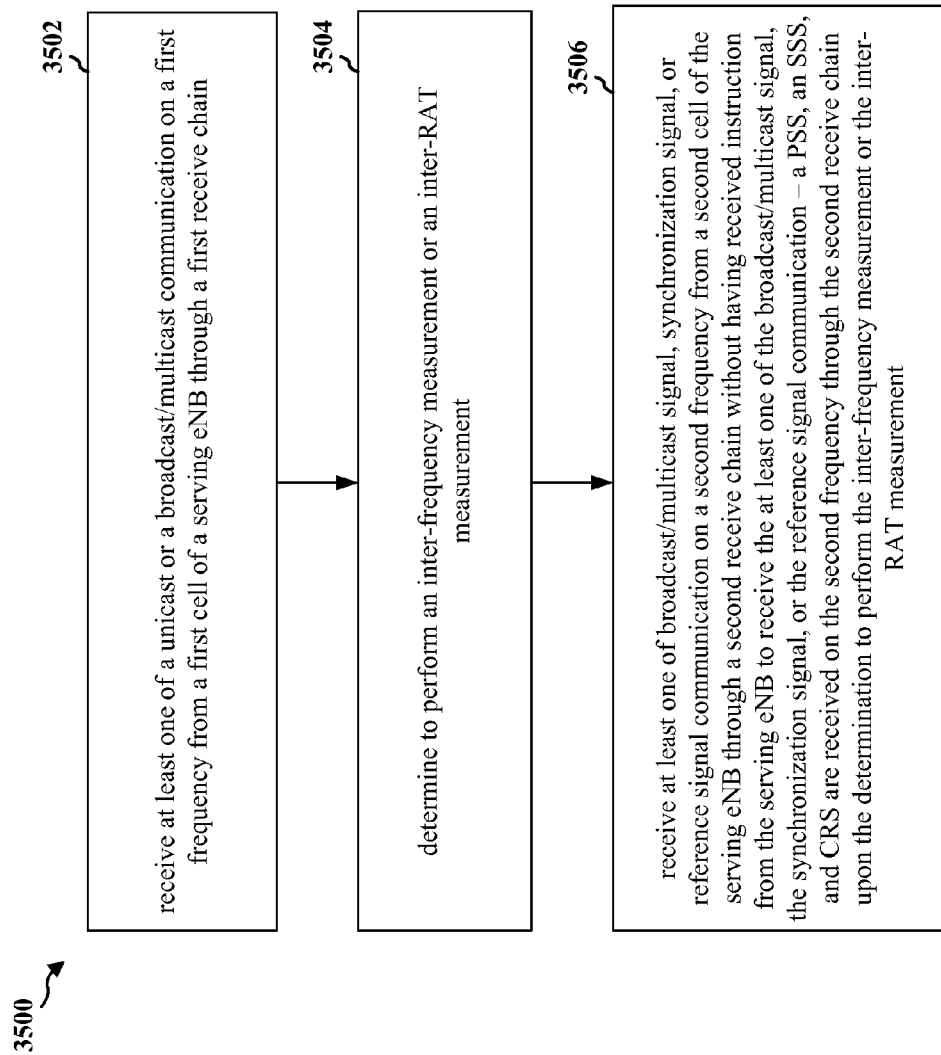 3500
3502
receive at least one of a unicast or a broadcast/multicast communication on a first
frequency from a first cell of a serving eNB through a first receive chain
3504
determine to perform an inter-frequency measurement or an inter-RAT
measurement
3506
receive at least one of broadcast/multicast signal, synchronization signal, or
reference signal communication on a second frequency from a second cell of the
serving eNB through a second receive chain without having received instruction
from the serving eNB to receive the at least one of the broadcast/multicast signal,
the synchronization signal, or the reference signal communication – a PSS, an SSS,
and CRS are received on the second frequency through the second receive chain
upon the determination to perform the inter-frequency measurement or the inter-
RAT measurement